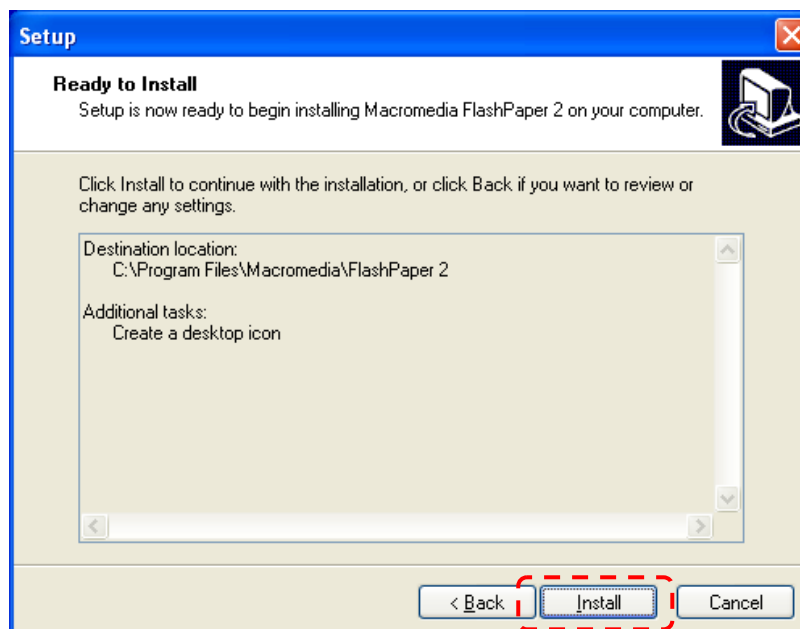 Setup
Ready to Install
Setup is now ready to begin installing Macromedia FlashPaper 2 on your computer.
Click Install to continue with the installation, or click Back if you want to review or
change any settings.
Destination location:
C:\Program Files\Macromedia\FlashPaper 2
Additional tasks:
Create a desktop icon
< Back
Install
Cancel